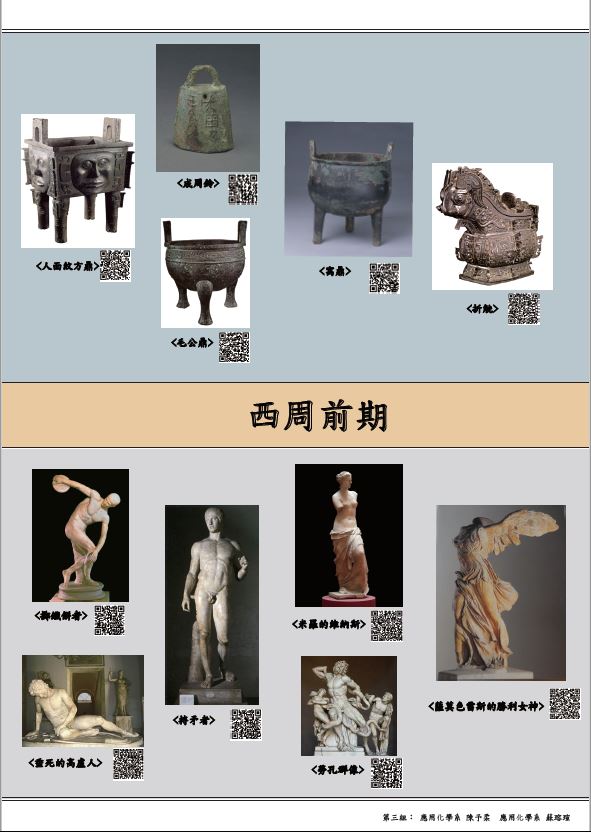 <成周鈴>
<人面紋方鼎>
<窩鼎>
<折觥>
<毛公鼎>
西周前期
<擲鐵餅者>
<米羅的維納斯>
<薩莫色雷斯的勝利女神>
<持矛者>
<垂死的高盧人>
<勞孔群像>
第三組： 應用化學系 陳予柔 應用化學系 蘇瑢瑄